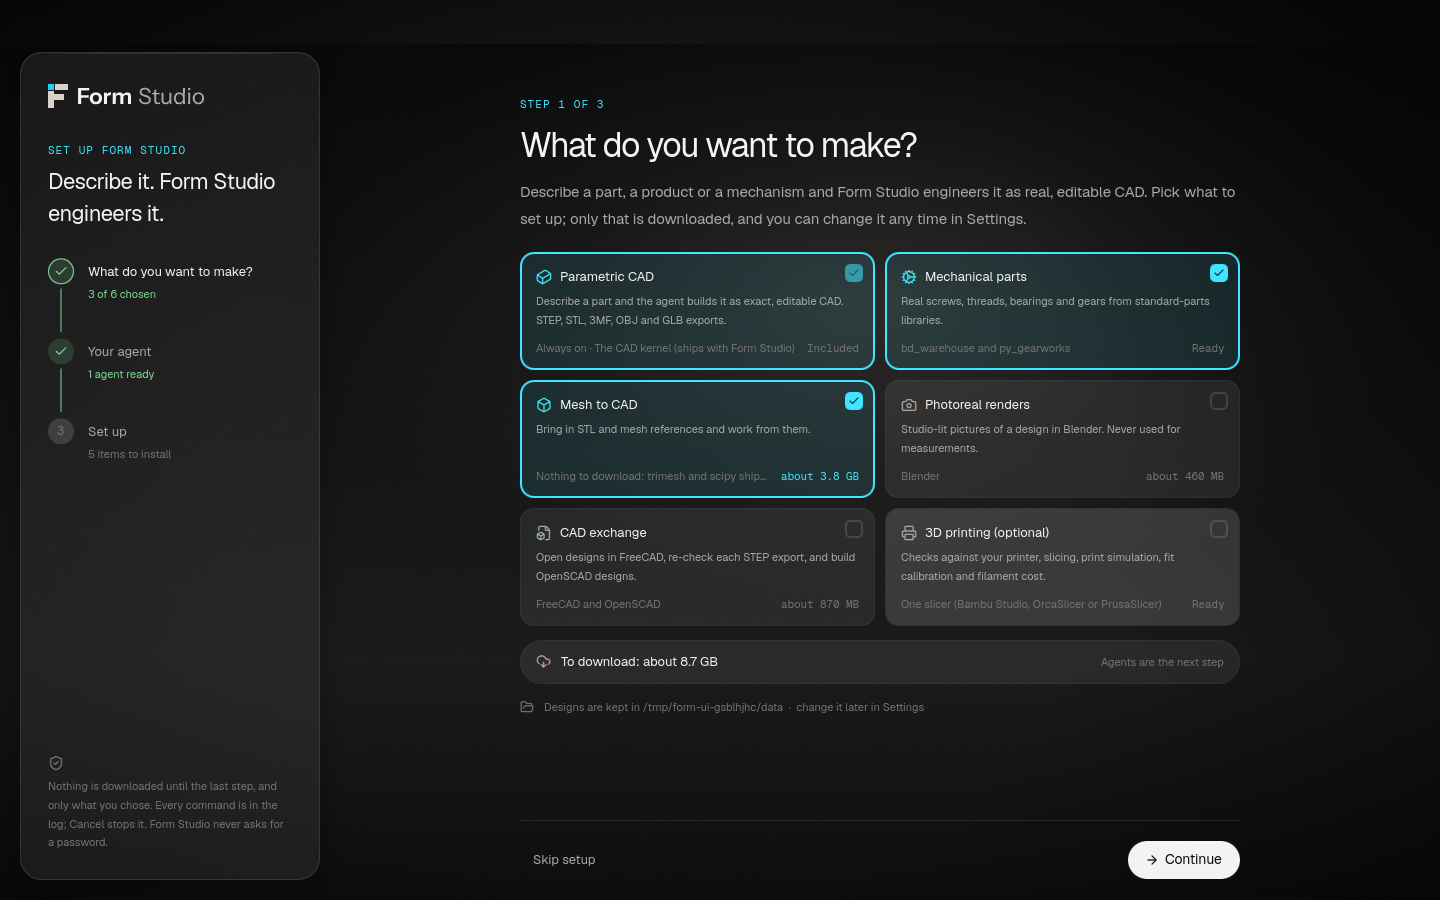 Form Studio
SET UP FORM STUDIO
Describe it. Form Studio
engineers it.
What do you want to make?
3 of 6 chosen
Your agent
1 agent ready
3
Set up
5 items to install
Nothing is downloaded until the last step, and
only what you chose. Every command is in the
log; Cancel stops it. Form Studio never asks for
a password.
STEP 1 OF 3
What do you want to make?
Describe a part, a product or a mechanism and Form Studio engineers it as real, editable CAD. Pick what to
set up; only that is downloaded, and you can change it any time in Settings.
Parametric CAD
Describe a part and the agent builds it as exact, editable CAD.
STEP, STL, 3MF, OBJ and GLB exports.
Always on · The CAD kernel (ships with Form Studio) Included
Mechanical parts
Real screws, threads, bearings and gears from standard-parts
libraries.
bd_warehouse and py_gearworks Ready
Mesh to CAD
Bring in STL and mesh references and work from them.
Nothing to download: trimesh and scipy ship… about 3.8 GB
Photoreal renders
Studio-lit pictures of a design in Blender. Never used for
measurements.
Blender about 460 MB
CAD exchange
Open designs in FreeCAD, re-check each STEP export, and build
OpenSCAD designs.
FreeCAD and OpenSCAD about 870 MB
3D printing (optional)
Checks against your printer, slicing, print simulation, fit
calibration and filament cost.
One slicer (Bambu Studio, OrcaSlicer or PrusaSlicer) Ready
To download: about 8.7 GB Agents are the next step
Designs are kept in /tmp/form-ui-gsblhjhc/data · change it later in Settings
Skip setup
Continue